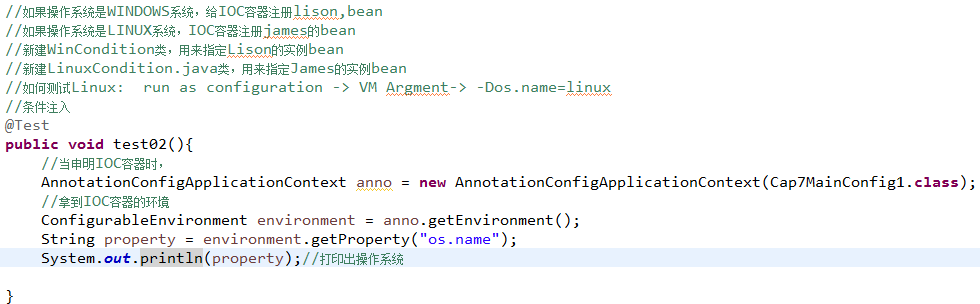 //如果操作系统是WINDOWS系统，给IOC容器注册lison,bean
//如果操作系统是LINUX系统，IOC容器注册james的bean
//新建WinCondition类，用来指定Lison的实例bean
//新建LinuxCondition.java类，用来指定James的实例bean
//如何测试Linux:  run as configuration -> VM Argment-> -Dos.name=linux
//条件注入
@Test
public void test02(){
    //当申明IOC容器时，
    AnnotationConfigApplicationContext anno = new AnnotationConfigApplicationContext(Cap7MainConfig1.class);
    //拿到IOC容器的环境
    ConfigurableEnvironment environment = anno.getEnvironment();
    String property = environment.getProperty("os.name");
    System.out.println(property);//打印出操作系统
}